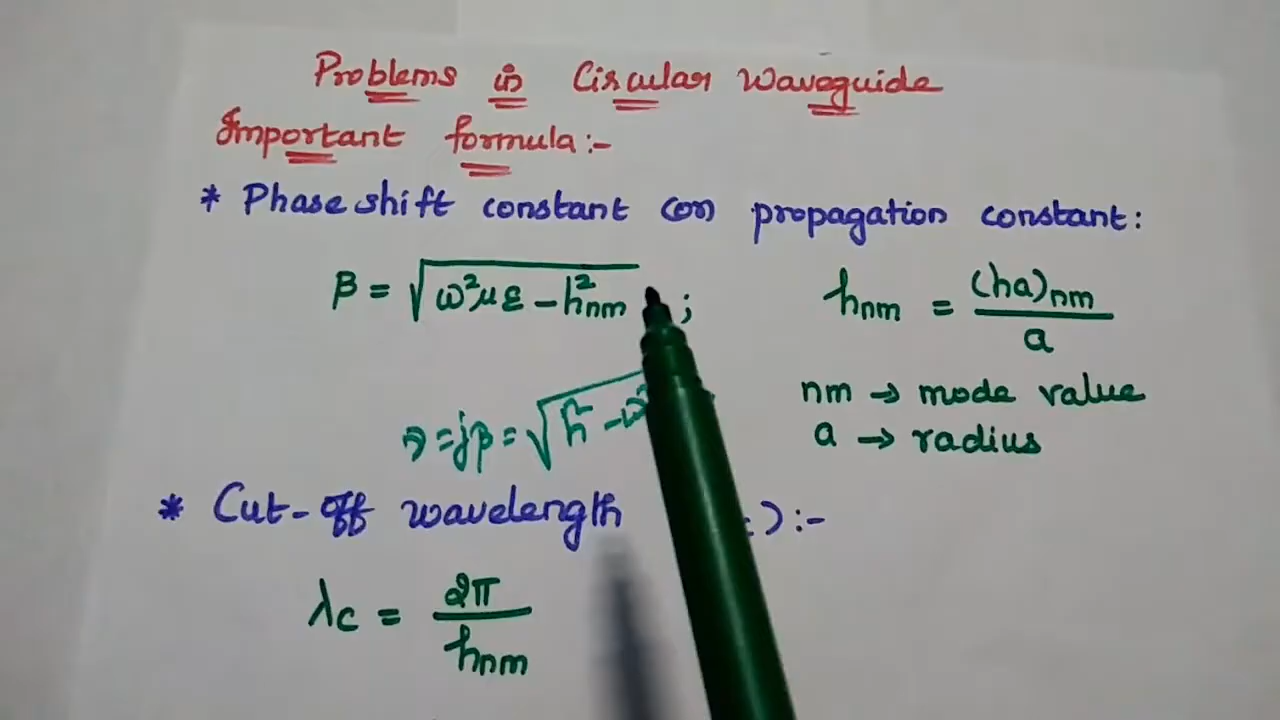 Problems in Circular Waveguide
Important formula:-
* Phase shift constant (or) propagation constant:
β = √(ω²με − h²nm) ;
hnm = (ha)nm / a
nm → mode value
a → radius
γ = jβ = √
* Cut-off wavelength ):-
λc = 2π / hnm